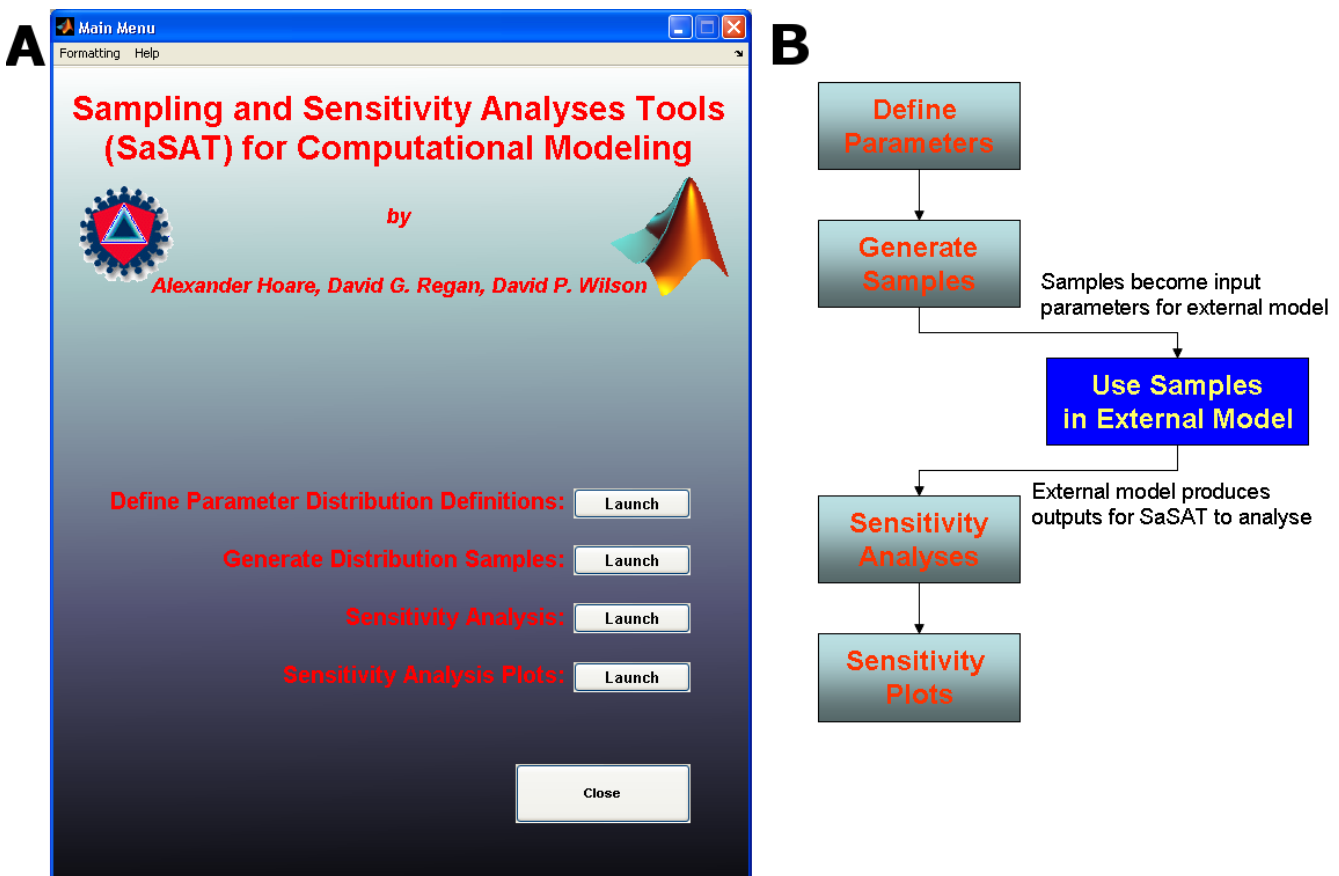 A
Main Menu
Formatting Help
Sampling and Sensitivity Analyses Tools
(SaSAT) for Computational Modeling
by
Alexander Hoare, David G. Regan, David P. Wilson
Define Parameter Distribution Definitions: Launch
Generate Distribution Samples: Launch
Sensitivity Analysis: Launch
Sensitivity Analysis Plots: Launch
Close
B
Define
Parameters
Generate
Samples
Samples become input
parameters for external model
Use Samples
in External Model
External model produces
outputs for SaSAT to analyse
Sensitivity
Analyses
Sensitivity
Plots